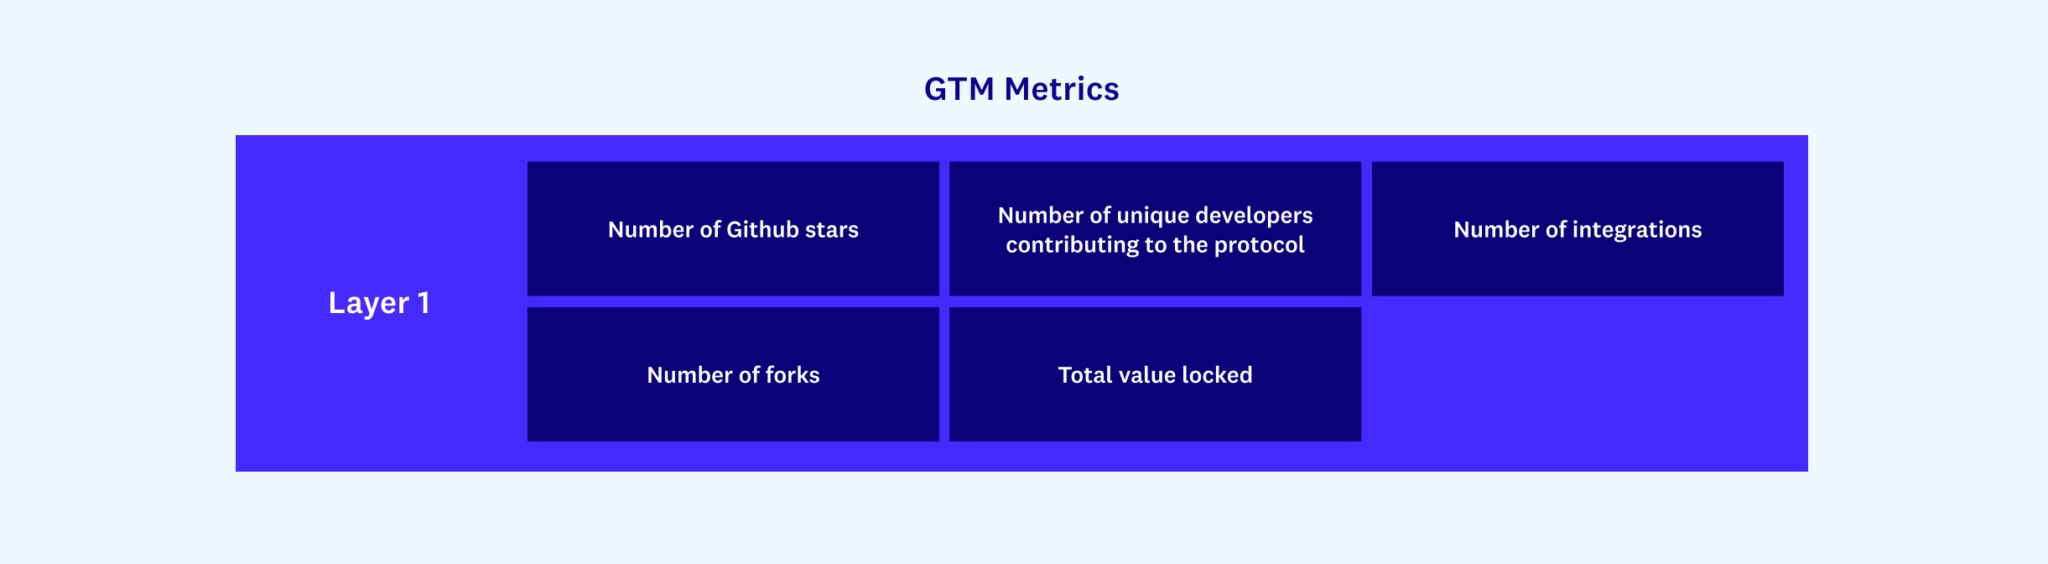 GTM Metrics
Layer 1
Number of Github stars
Number of unique developers
contributing to the protocol
Number of integrations
Number of forks
Total value locked